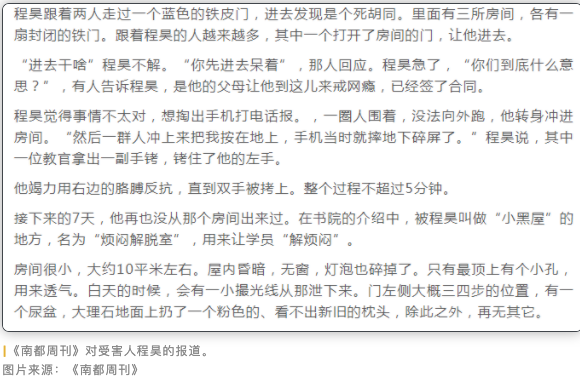 程昊跟着两人走过一个蓝色的铁皮门，进去发现是个死胡同。里面有三所房间，各有一
扇封闭的铁门。跟着程昊的人越来越多，其中一个打开了房间的门，让他进去。
“进去干啥”程昊不解。“你先进去呆着”，那人回应。程昊急了，“你们到底什么意
思？”，有人告诉程昊，是他的父母让他到这儿来戒网瘾，已经签了合同。
程昊觉得事情不太对，想掏出手机打电话报。，一圈人围着，没法向外跑，他转身冲进
房间。“然后一群人冲上来把我按在地上，手机当时就摔地下碎屏了。”程昊说，其中
一位教官拿出一副手铐，铐住了他的左手。
他竭力用右边的胳膊反抗，直到双手被拷上。整个过程不超过5分钟。
接下来的7天，他再也没从那个房间出来过。在书院的介绍中，被程昊叫做“小黑屋”的
地方，名为“烦闷解脱室”，用来让学员“解烦闷”。
房间很小，大约10平米左右。屋内昏暗，无窗，灯泡也碎掉了。只有最顶上有个小孔，
用来透气。白天的时候，会有一小撮光线从那泄下来。门左侧大概三四步的位置，有一
个尿盆，大理石地面上扔了一个粉色的、看不出新旧的枕头，除此之外，再无其它。
《南都周刊》对受害人程昊的报道。
图片来源：《南都周刊》